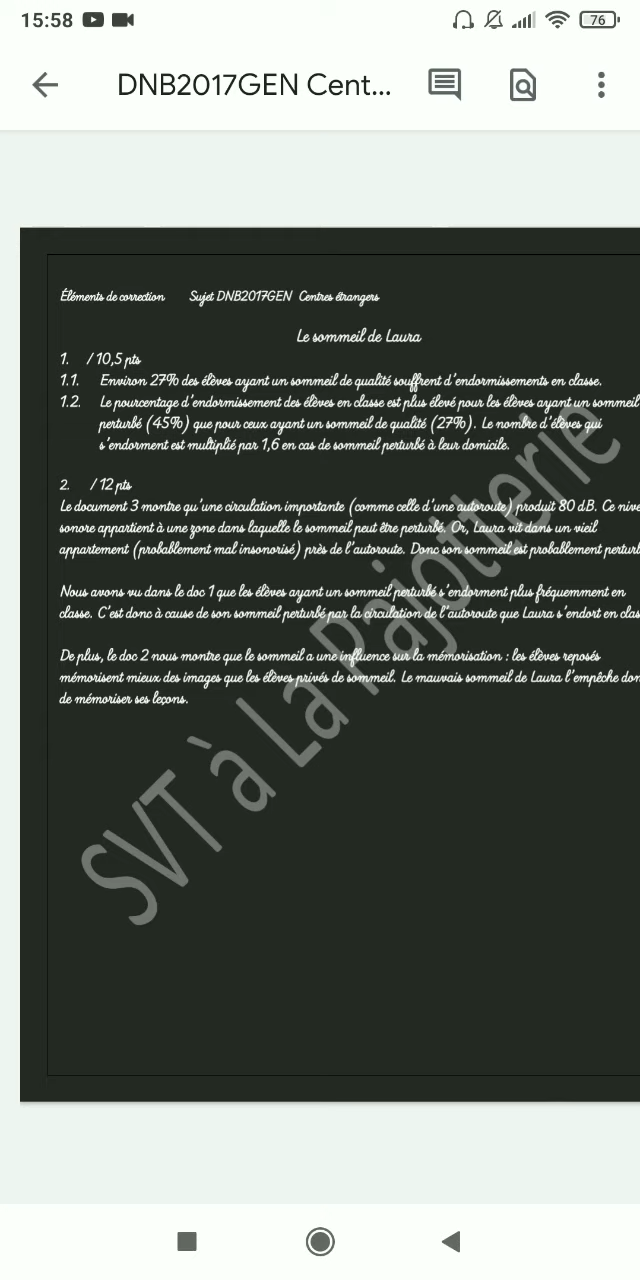 15:58
76
DNB2017GEN Cent...
Éléments de correction Sujet DNB2017GEN Centres étrangers
Le sommeil de Laura
1. / 10,5 pts
1.1. Environ 27% des élèves ayant un sommeil de qualité souffrent d'endormissements en classe.
1.2. Le pourcentage d'endormissement des élèves en classe est plus élevé pour les élèves ayant un sommeil
perturbé (45%) que pour ceux ayant un sommeil de qualité (27%). Le nombre d'élèves qui
s'endorment est multiplié par 1,6 en cas de sommeil perturbé à leur domicile.
2. / 12 pts
Le document 3 montre qu'une circulation importante (comme celle d'une autoroute) produit 80 dB. Ce nive
sonore appartient à une zone dans laquelle le sommeil peut être perturbé. Or, Laura vit dans un vieil
appartement (probablement mal insonorisé) près de l'autoroute. Donc son sommeil est probablement perturb
Nous avons vu dans le doc 1 que les élèves ayant un sommeil perturbé s'endorment plus fréquemment en
classe. C'est donc à cause de son sommeil perturbé par la circulation de l'autoroute que Laura s'endort en clas
De plus, le doc 2 nous montre que le sommeil a une influence sur la mémorisation : les élèves reposés
mémorisent mieux des images que les élèves privés de sommeil. Le mauvais sommeil de Laura l'empêche don
de mémoriser ses leçons.
SVT à La Pajotterie